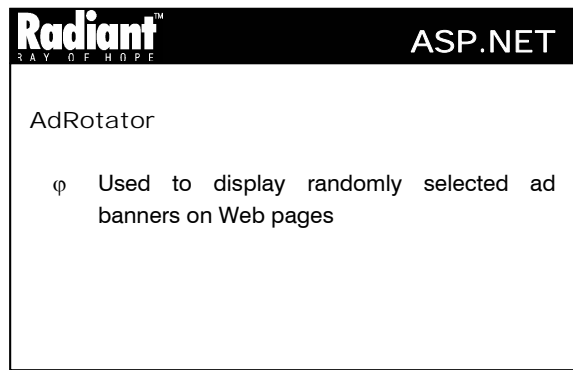 Radiant™
RAY OF HOPE
ASP.NET
AdRotator
φ Used to display randomly selected ad
banners on Web pages